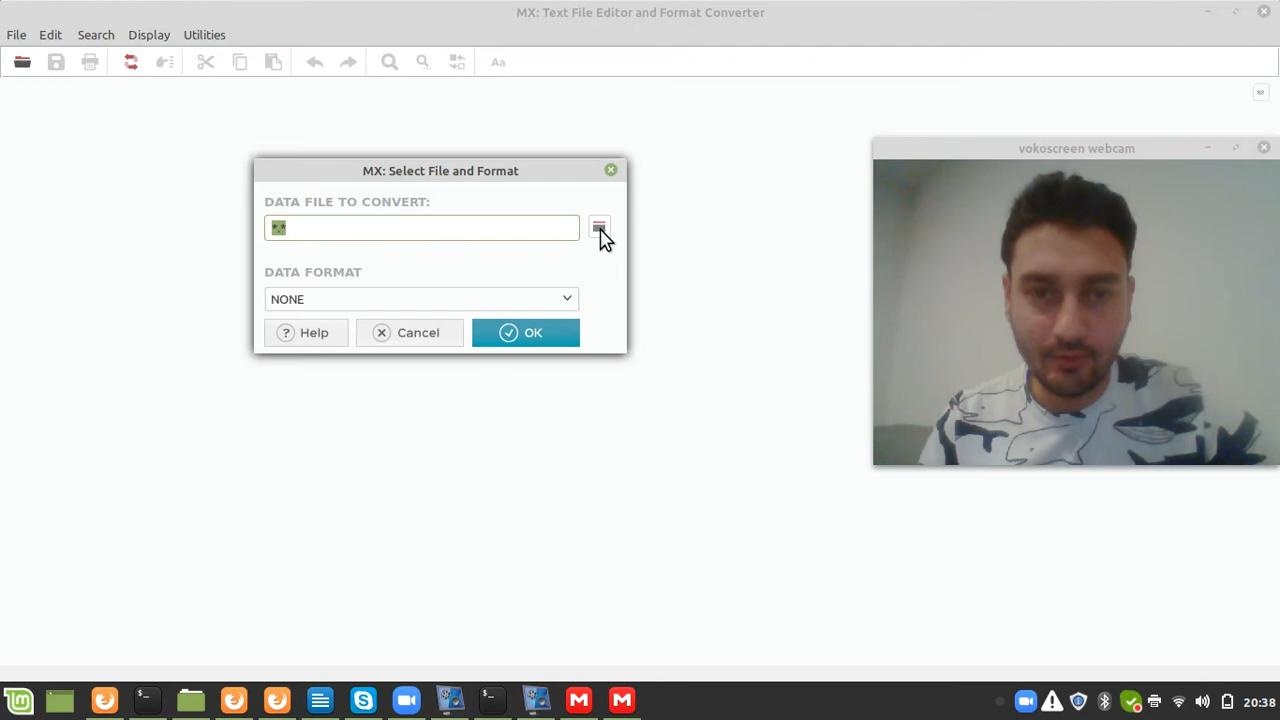 MX: Text File Editor and Format Converter
File Edit Search Display Utilities
Aa
vokoscreen webcam
MX: Select File and Format
DATA FILE TO CONVERT:
*.*
DATA FORMAT
NONE
? Help Cancel OK
20:38